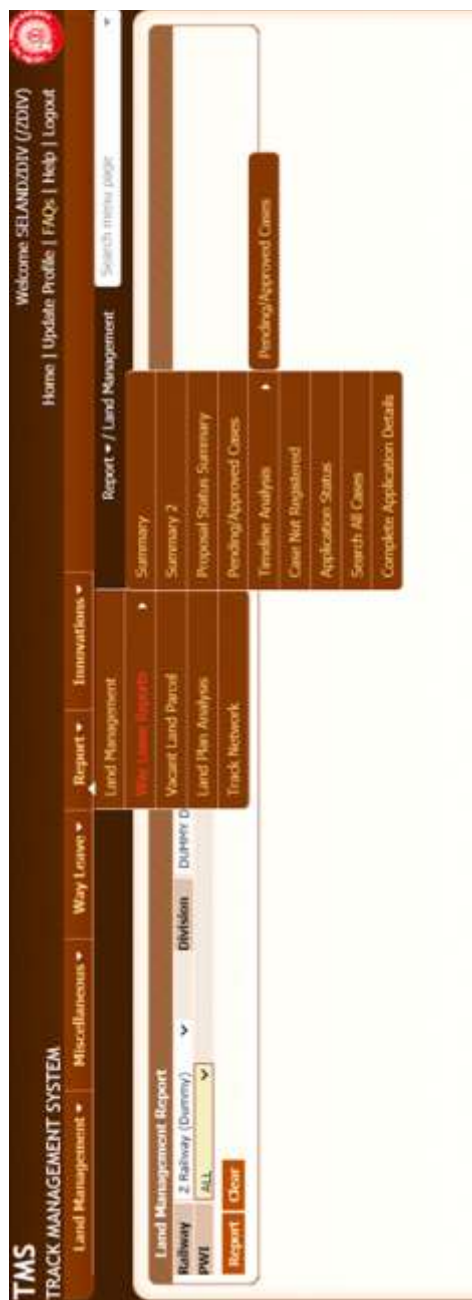 TMS
TRACK MANAGEMENT SYSTEM
Welcome SELANDZDIV (/ZDIV)
Home | Update Profile | FAQs | Help | Logout
Land Management Miscellaneous Way Leave Report Innovations
Report / Land Management
Search menu page
Land Management Report
Railway Z Railway (Dummy) Division DUMMY D
PWI ALL
Report Clear
Land Management
Way Leave Reports
Vacant Land Parcel
Land Plan Analysis
Track Network
Summary
Summary 2
Proposal Status Summary
Pending/Approved Cases
Timeline Analysis
Case Not Registered
Application Status
Search All Cases
Complete Application Details
Pending/Approved Cases